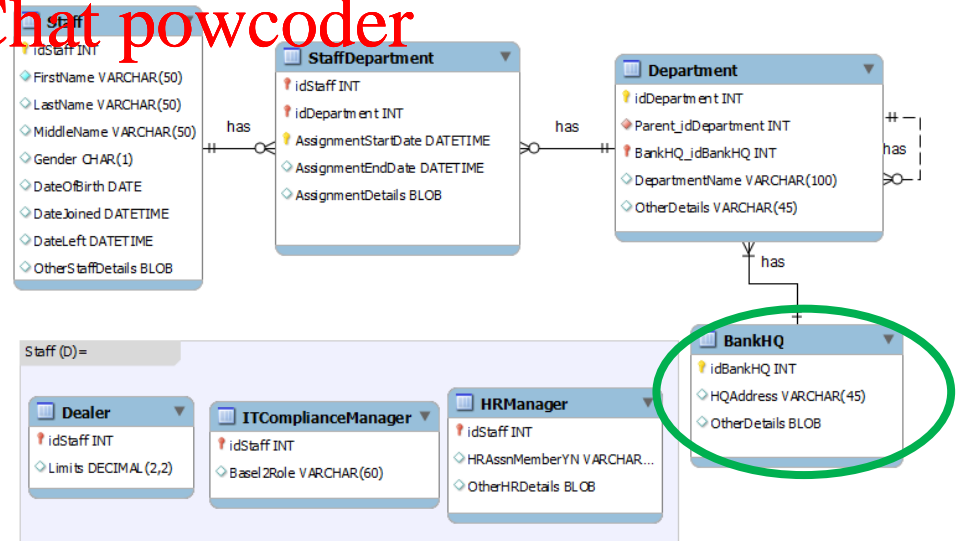 Chat powcoder
Staff
idStaff INT
FirstName VARCHAR(50)
LastName VARCHAR(50)
MiddleName VARCHAR(50)
Gender CHAR(1)
DateOfBirth DATE
DateJoined DATETIME
DateLeft DATETIME
OtherStaffDetails BLOB
has
StaffDepartment
idStaff INT
idDepartment INT
AssignmentStartDate DATETIME
AssignmentEndDate DATETIME
AssignmentDetails BLOB
has
Department
idDepartment INT
Parent_idDepartment INT
BankHQ_idBankHQ INT
DepartmentName VARCHAR(100)
OtherDetails VARCHAR(45)
has
has
BankHQ
idBankHQ INT
HQAddress VARCHAR(45)
OtherDetails BLOB
Staff (D)=
Dealer
idStaff INT
Limits DECIMAL(2,2)
ITComplianceManager
idStaff INT
Basel2Role VARCHAR(60)
HRManager
idStaff INT
HRAssnMemberYN VARCHAR...
OtherHRDetails BLOB